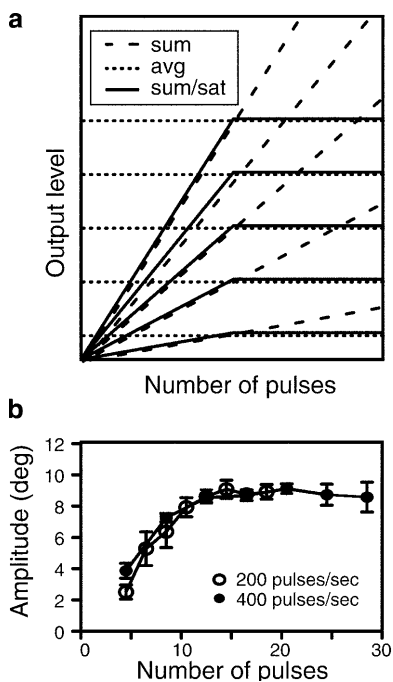 a
sum
avg
sum/sat
Output level
Number of pulses
b
12
10
8
6
4
2
0
Amplitude (deg)
200 pulses/sec
400 pulses/sec
0 10 20 30
Number of pulses